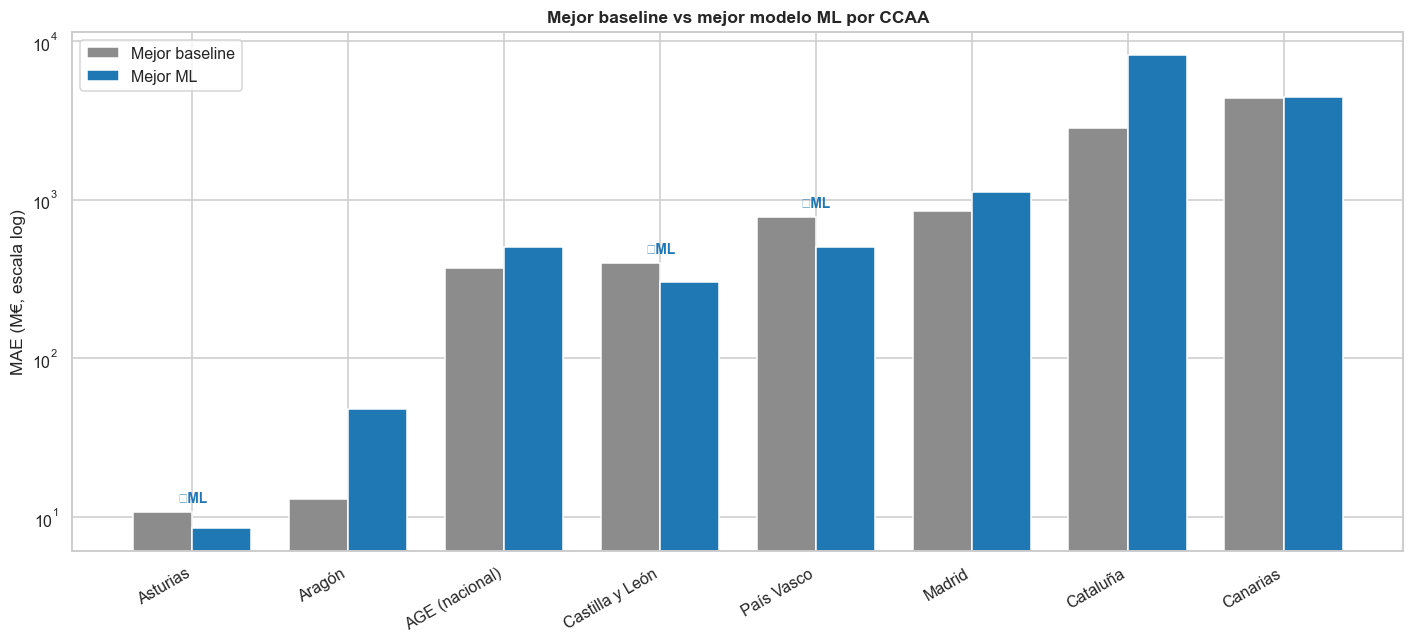 Mejor baseline vs mejor modelo ML por CCAA
Mejor baseline
Mejor ML
MAE (M€, escala log)
10⁴
10³
10²
10¹
□ML
□ML
□ML
Asturias
Aragón
AGE (nacional)
Castilla y León
País Vasco
Madrid
Cataluña
Canarias